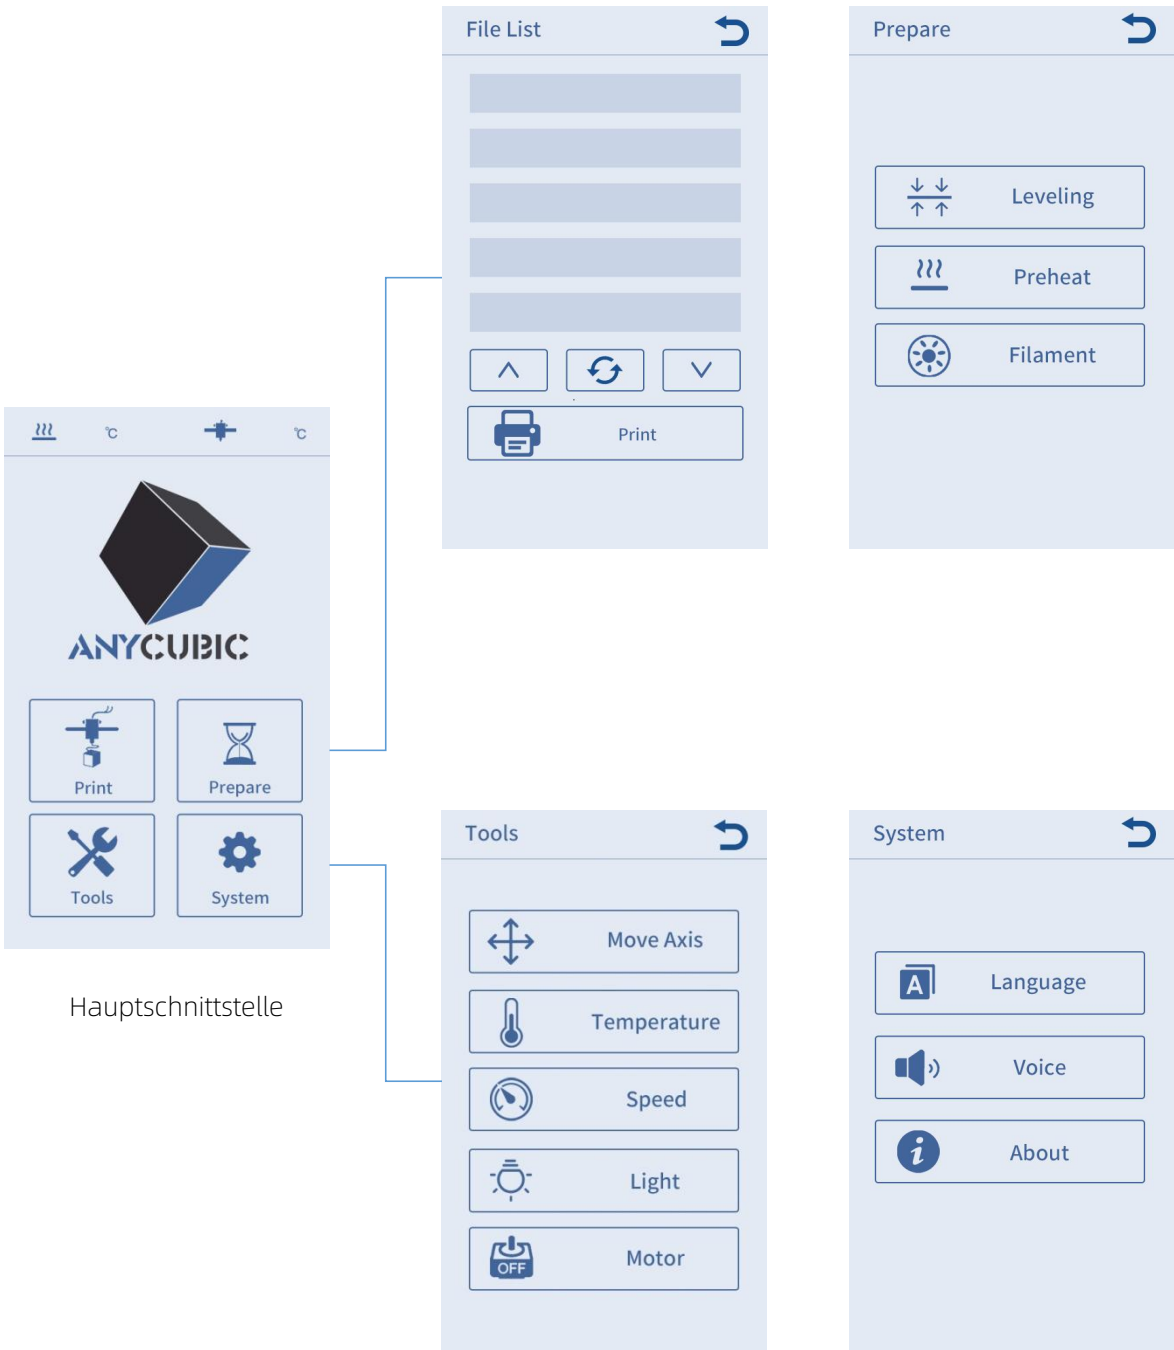 File List
Print
Prepare
Leveling
Preheat
Filament
℃
℃
ANYCUBIC
Print
Prepare
Tools
System
Hauptschnittstelle
Tools
Move Axis
Temperature
Speed
Light
OFF
Motor
System
A
Language
Voice
i
About